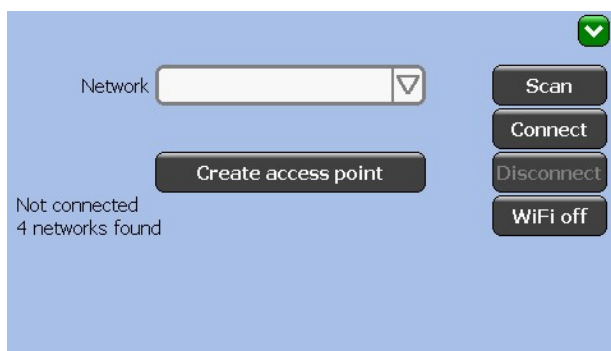 Network
Scan
Connect
Create access point
Disconnect
Not connected
4 networks found
WiFi off